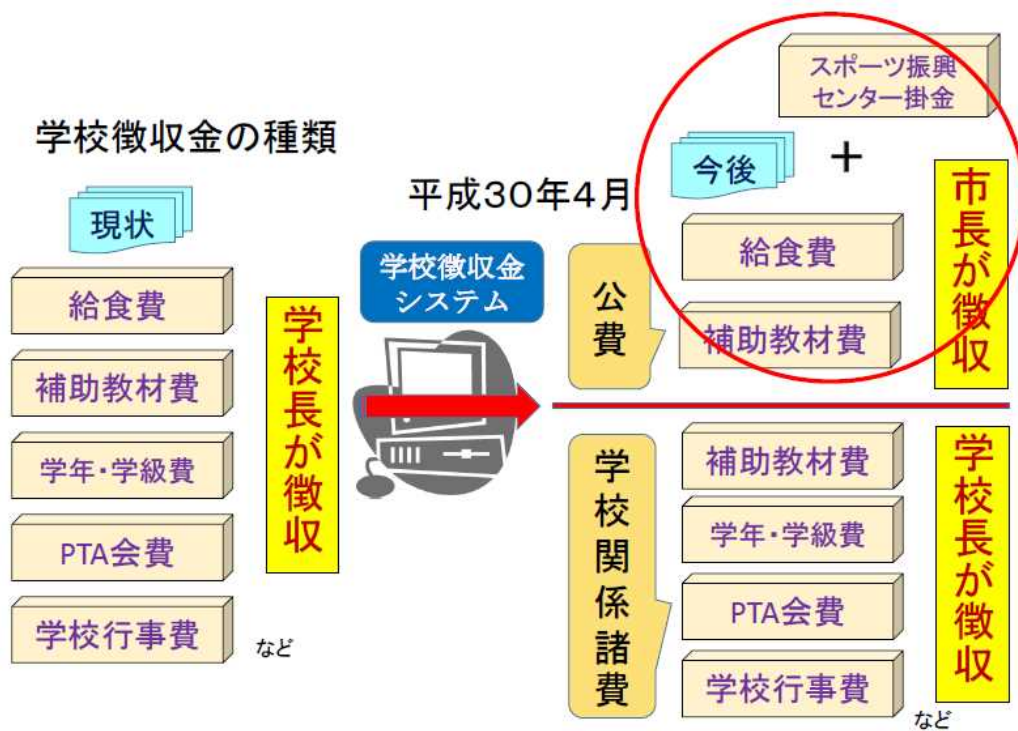 学校徴収金の種類
現状
給食費
補助教材費
学年・学級費
PTA会費
学校行事費
など
学校長が徴収
平成30年4月
学校徴収金
システム
スポーツ振興
センター掛金
今後
+
公費
給食費
補助教材費
市長が徴収
学校関係諸費
補助教材費
学年・学級費
PTA会費
学校行事費
など
学校長が徴収